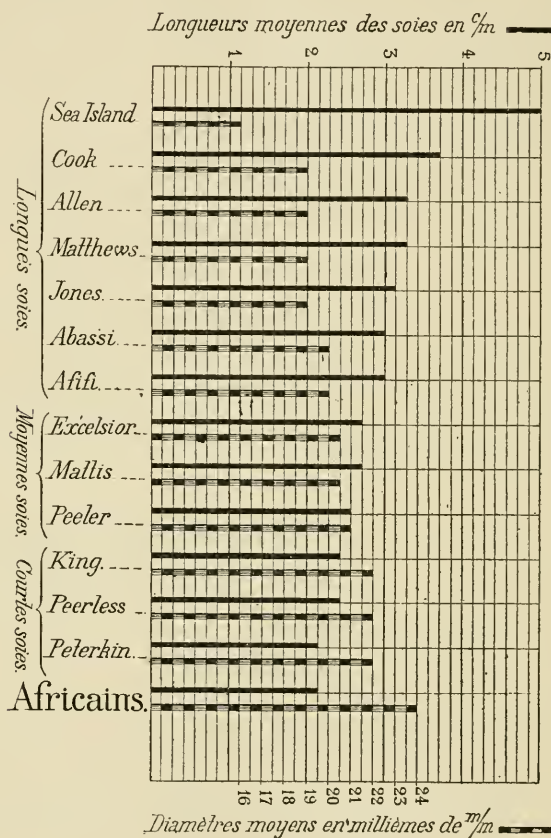 Longueurs moyennes des soies en c/m
1 2 3 4 5
Longues soies.
Sea Island
Cook
Allen
Matthews
Jones.
Abassi
Afifi.
Moyennes soies.
Excelsior
Mallis
Peeler
Courtes soies.
King.
Peerless
Peterkin.
Africains.
16 17 18 19 20 21 22 23 24
Diamètres moyens en millièmes de m/m